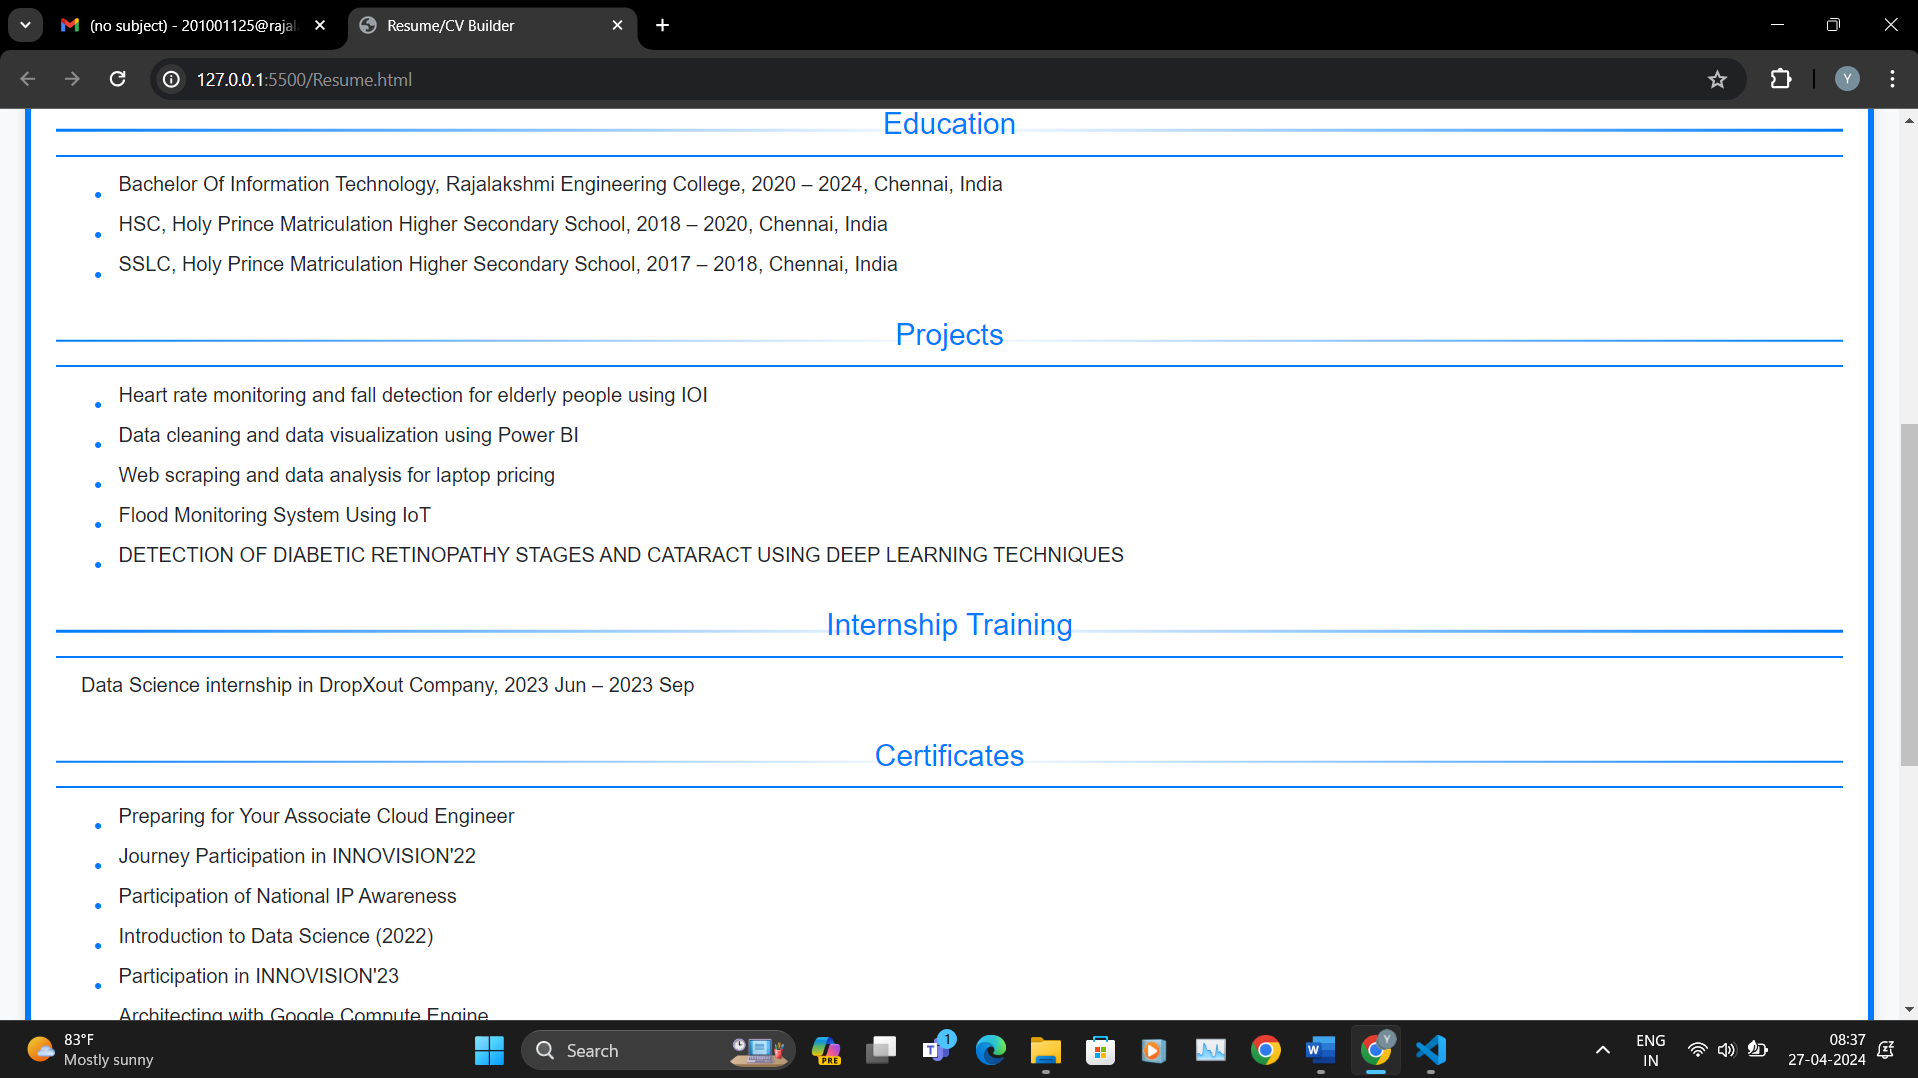 (no subject) - 201001125@rajal
Resume/CV Builder
127.0.0.1:5500/Resume.html
Y
Education
Bachelor Of Information Technology, Rajalakshmi Engineering College, 2020 – 2024, Chennai, India
HSC, Holy Prince Matriculation Higher Secondary School, 2018 – 2020, Chennai, India
SSLC, Holy Prince Matriculation Higher Secondary School, 2017 – 2018, Chennai, India
Projects
Heart rate monitoring and fall detection for elderly people using IOI
Data cleaning and data visualization using Power BI
Web scraping and data analysis for laptop pricing
Flood Monitoring System Using IoT
DETECTION OF DIABETIC RETINOPATHY STAGES AND CATARACT USING DEEP LEARNING TECHNIQUES
Internship Training
Data Science internship in DropXout Company, 2023 Jun – 2023 Sep
Certificates
Preparing for Your Associate Cloud Engineer
Journey Participation in INNOVISION'22
Participation of National IP Awareness
Introduction to Data Science (2022)
Participation in INNOVISION'23
Architecting with Google Compute Engine
83°F
Mostly sunny
Search
PRE
T
1
W
Y
ENG
IN
08:37
27-04-2024